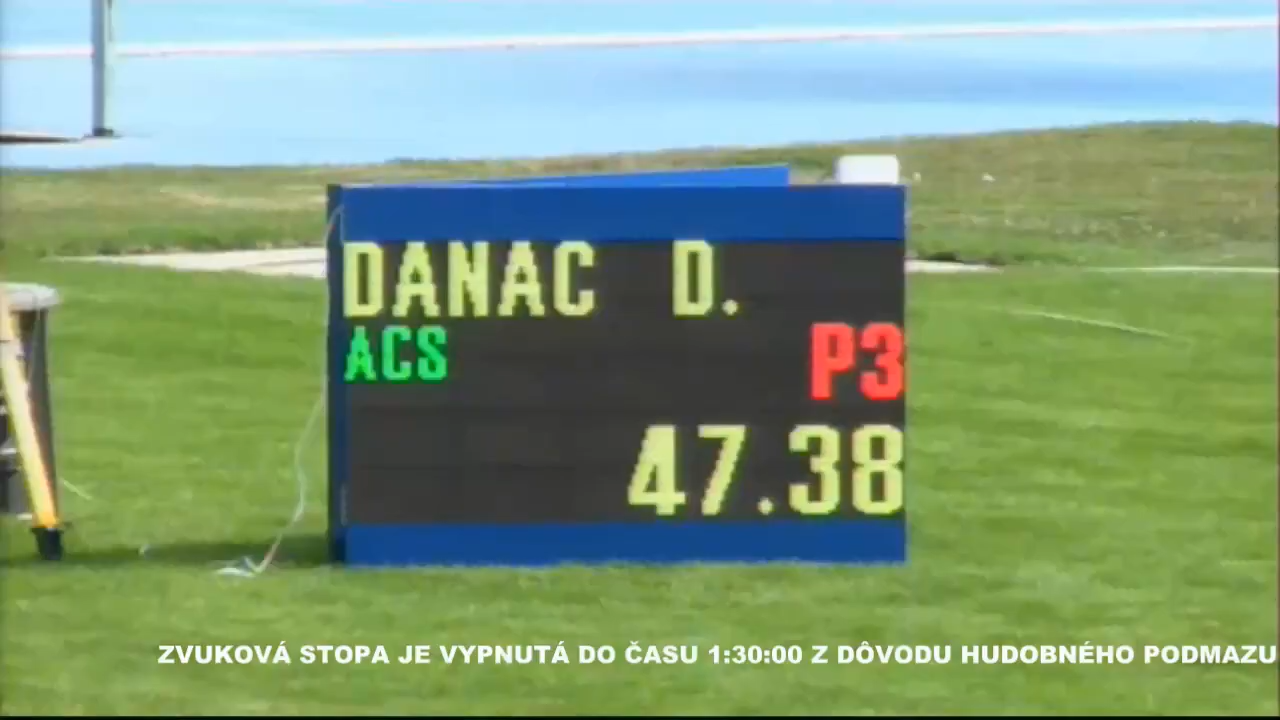 DANAC D.
ACS P3
47.38
ZVUKOVÁ STOPA JE VYPNUTÁ DO ČASU 1:30:00 Z DÔVODU HUDOBNÉHO PODMAZU